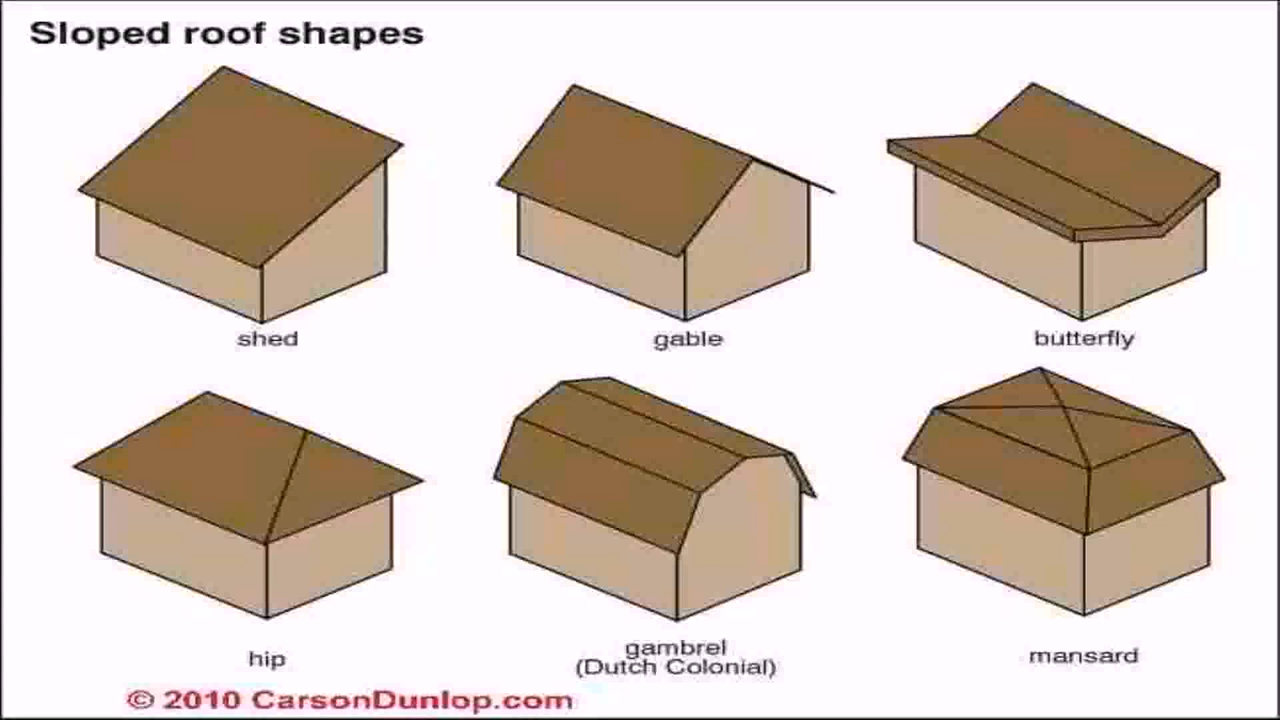 Sloped roof shapes
shed
gable
butterfly
hip
gambrel
(Dutch Colonial)
mansard
© 2010 CarsonDunlop.com